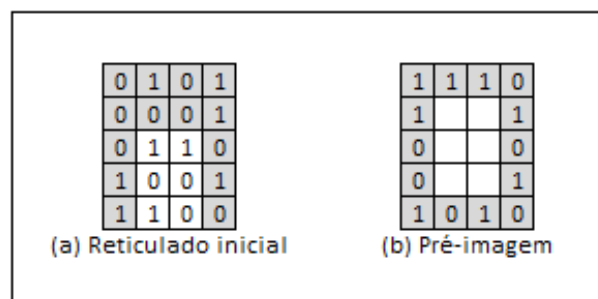 0 1 0 1
0 0 0 1
0 1 1 0
1 0 0 1
1 1 0 0
(a) Reticulado inicial
1 1 1 0
1 1
0 0
0 1
1 0 1 0
(b) Pré-imagem